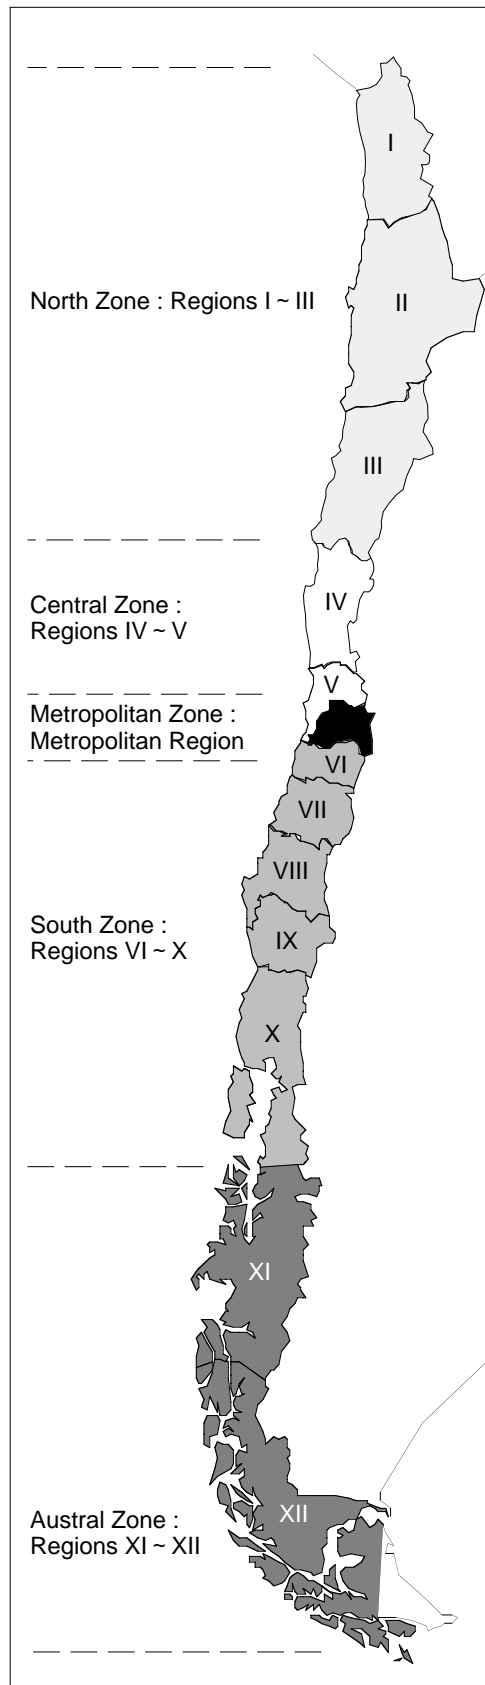 I
North Zone : Regions I ~ III
II
III
Central Zone :
Regions IV ~ V
IV
V
Metropolitan Zone :
Metropolitan Region
VI
VII
VIII
South Zone :
Regions VI ~ X
IX
X
XI
XII
Austral Zone :
Regions XI ~ XII